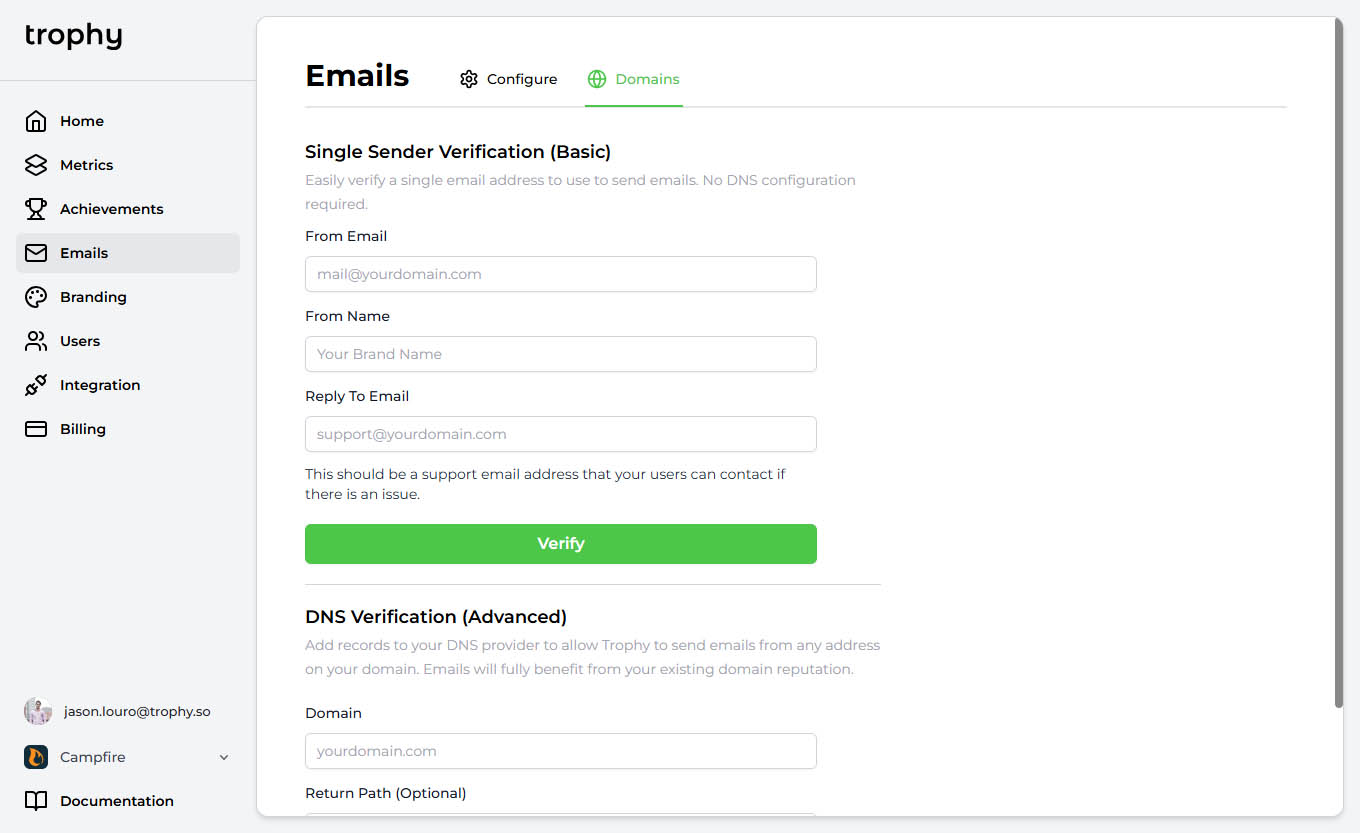 trophy
Home
Metrics
Achievements
Emails
Branding
Users
Integration
Billing
jason.louro@trophy.so
Campfire
Documentation
Emails
Configure
Domains
Single Sender Verification (Basic)
Easily verify a single email address to use to send emails. No DNS configuration
required.
From Email
mail@yourdomain.com
From Name
Your Brand Name
Reply To Email
support@yourdomain.com
This should be a support email address that your users can contact if
there is an issue.
Verify
DNS Verification (Advanced)
Add records to your DNS provider to allow Trophy to send emails from any address
on your domain. Emails will fully benefit from your existing domain reputation.
Domain
yourdomain.com
Return Path (Optional)